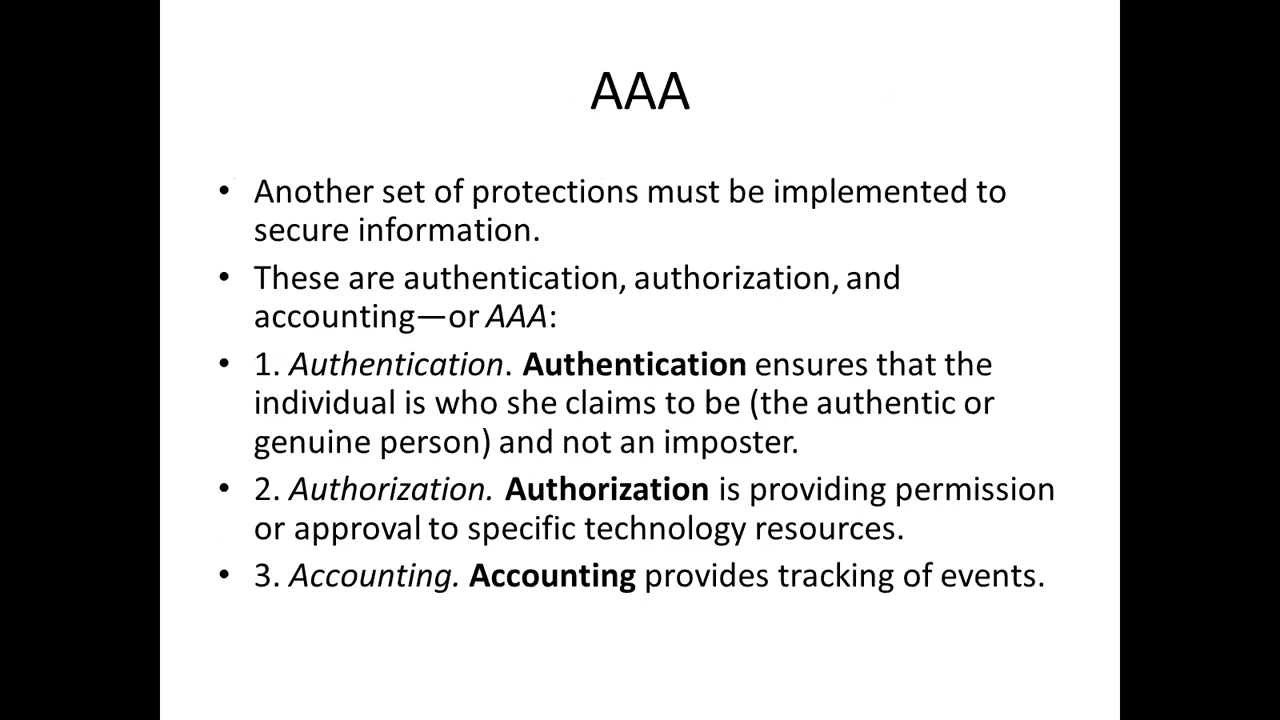 AAA
• Another set of protections must be implemented to
secure information.
• These are authentication, authorization, and
accounting—or AAA:
• 1. Authentication. Authentication ensures that the
individual is who she claims to be (the authentic or
genuine person) and not an imposter.
• 2. Authorization. Authorization is providing permission
or approval to specific technology resources.
• 3. Accounting. Accounting provides tracking of events.